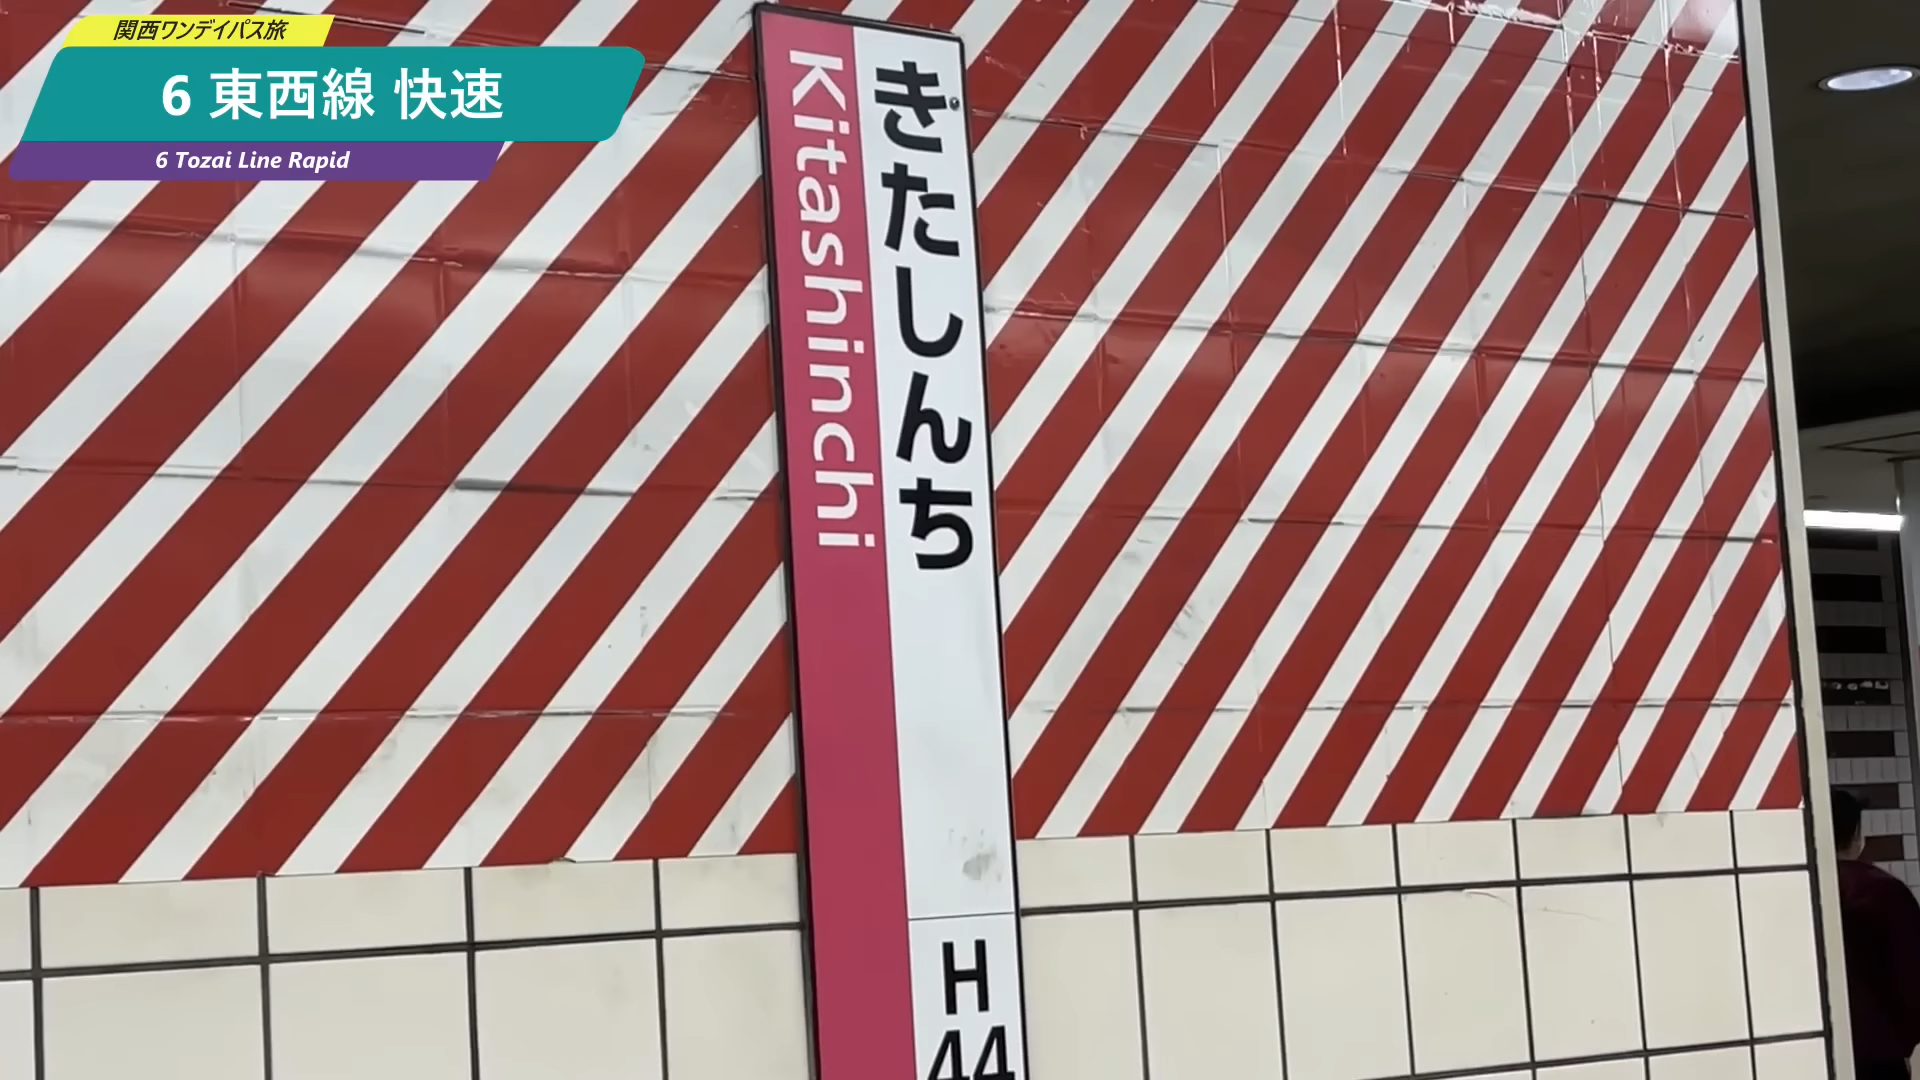 関西ワンデイパス旅
6 東西線 快速
6 Tozai Line Rapid
きたしんち
Kitashinchi
H
44